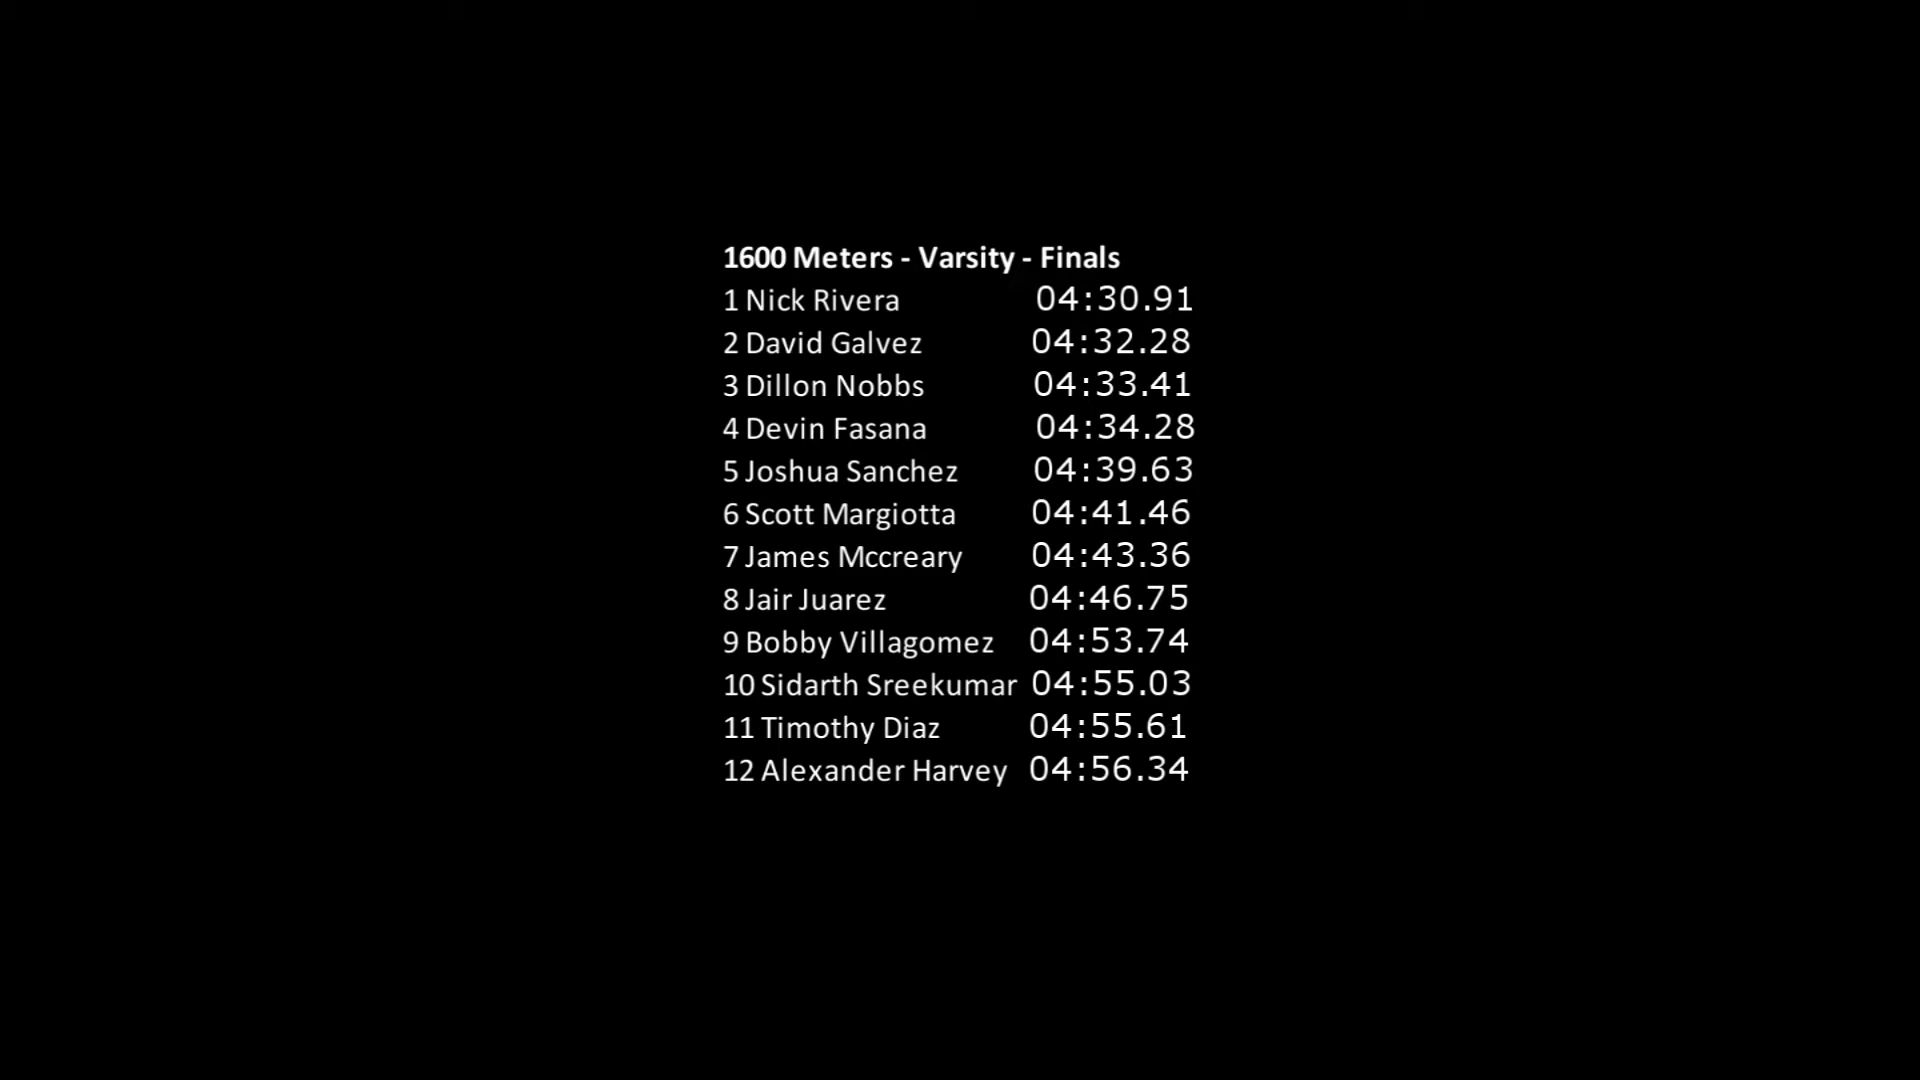 1600 Meters - Varsity - Finals
1 Nick Rivera 04:30.91
2 David Galvez 04:32.28
3 Dillon Nobbs 04:33.41
4 Devin Fasana 04:34.28
5 Joshua Sanchez 04:39.63
6 Scott Margiotta 04:41.46
7 James Mccreary 04:43.36
8 Jair Juarez 04:46.75
9 Bobby Villagomez 04:53.74
10 Sidarth Sreekumar 04:55.03
11 Timothy Diaz 04:55.61
12 Alexander Harvey 04:56.34